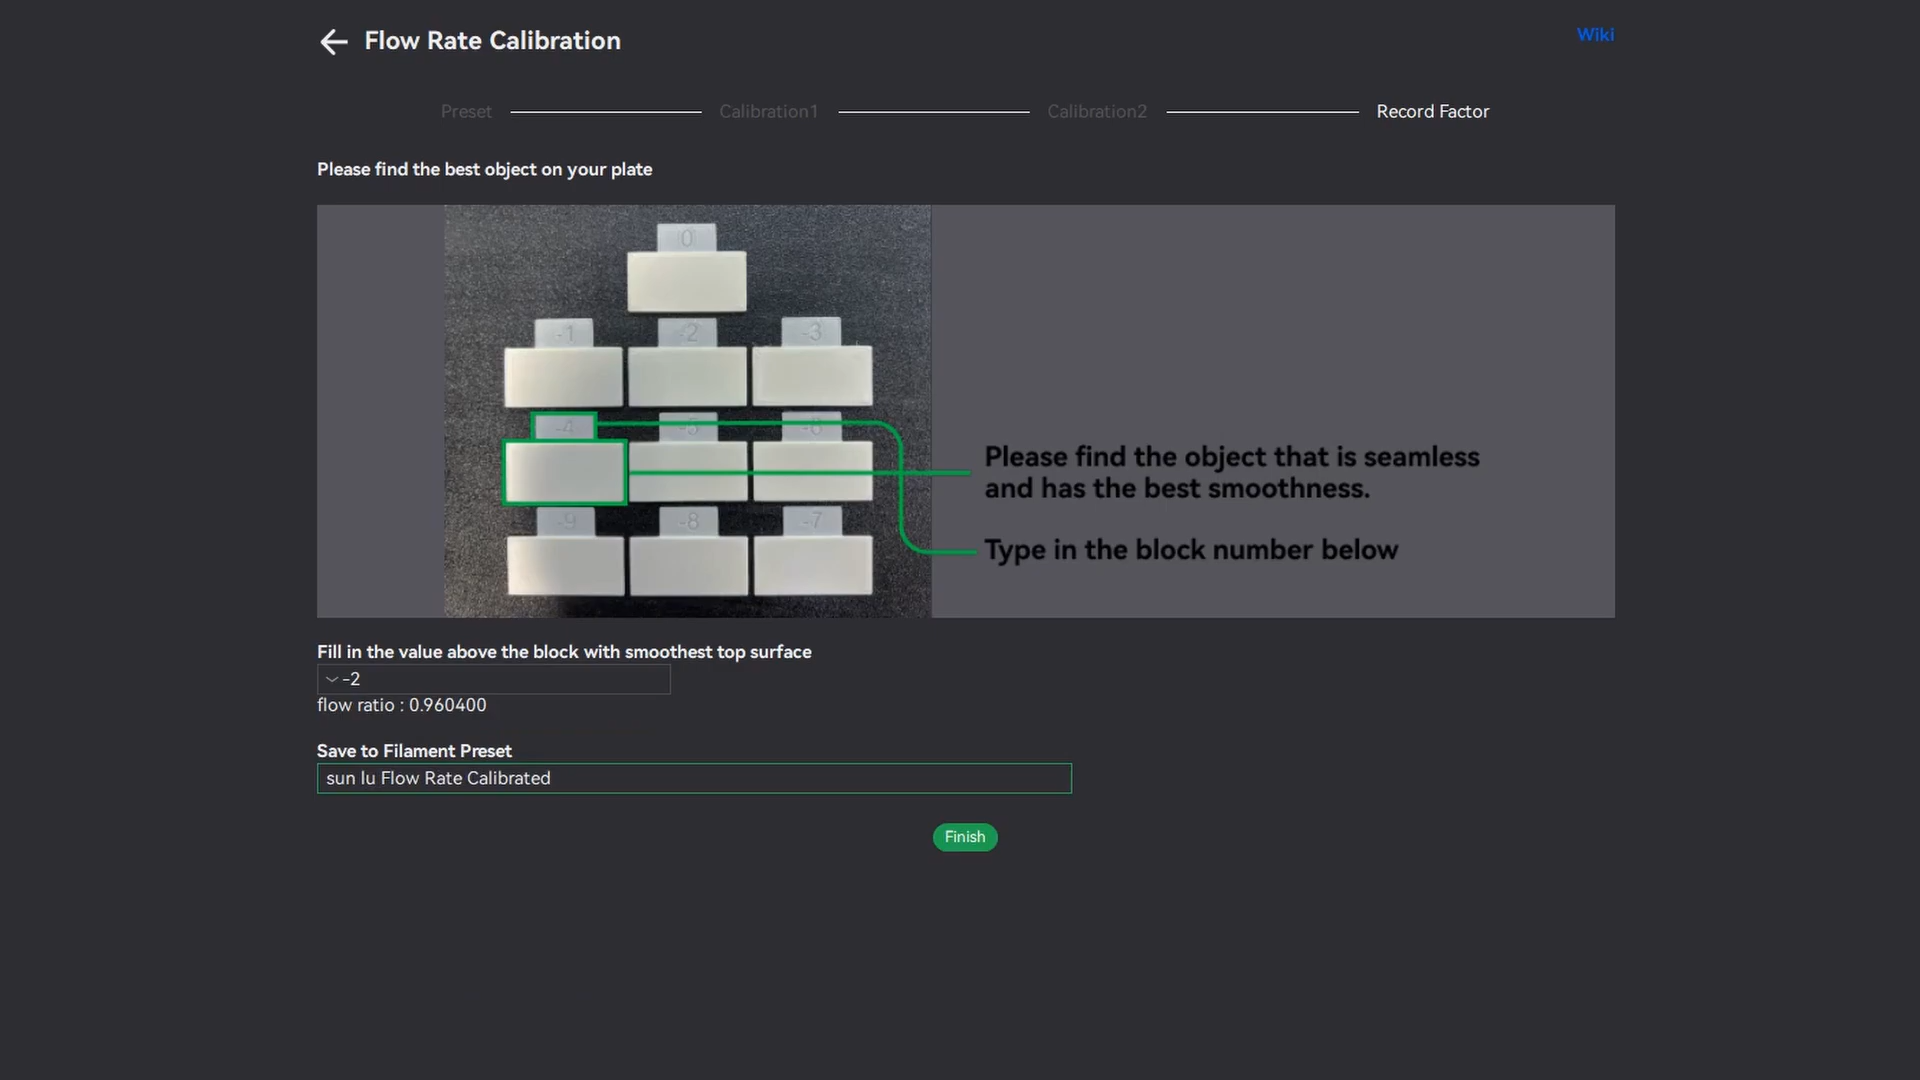 Flow Rate Calibration
Wiki
Preset
Calibration1
Calibration2
Record Factor
Please find the best object on your plate
0
-1
-2
-3
-4
-5
-6
-9
-8
-7
Please find the object that is seamless
and has the best smoothness.
Type in the block number below
Fill in the value above the block with smoothest top surface
-2
flow ratio : 0.960400
Save to Filament Preset
sun lu Flow Rate Calibrated
Finish